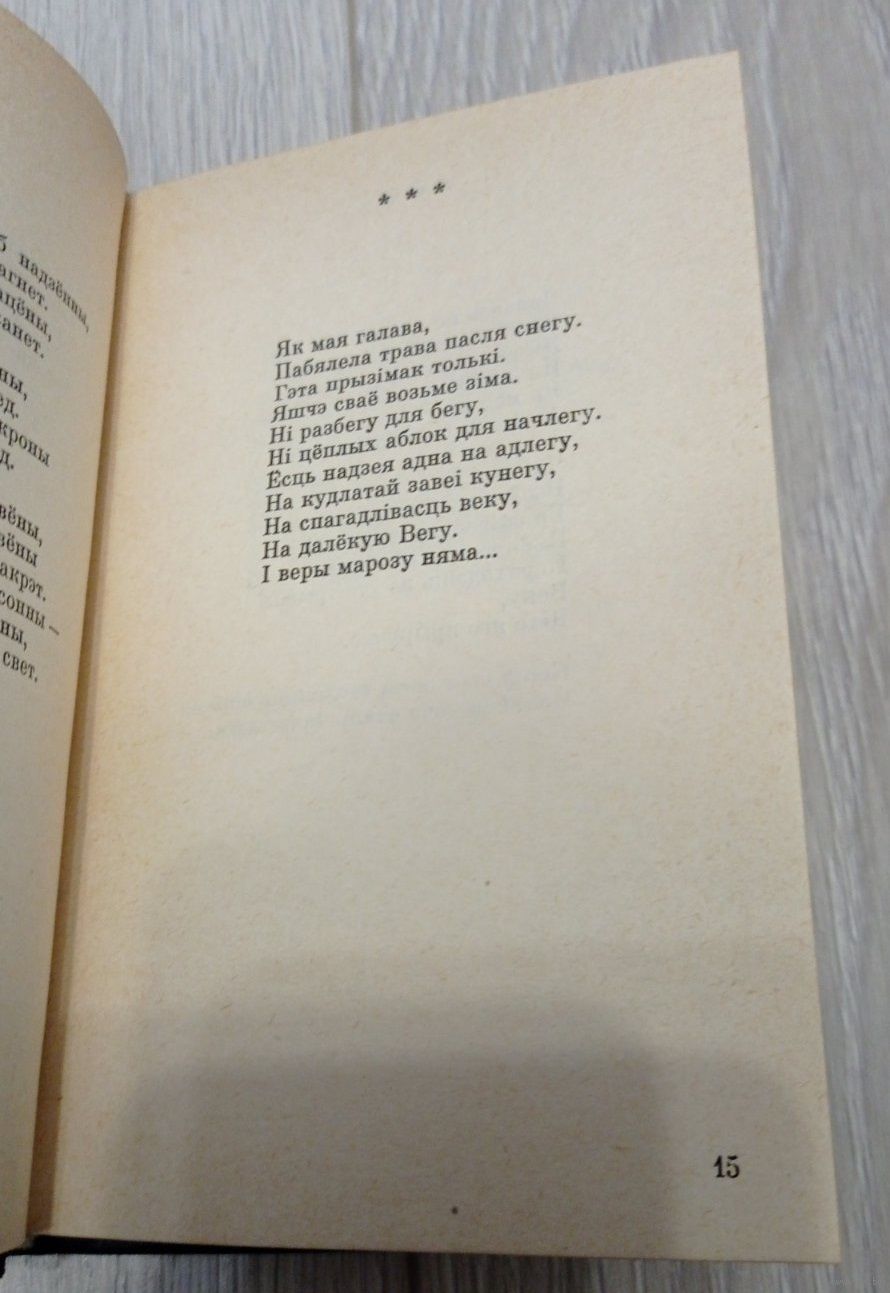 надзённы,
* * *
Як мая галава,
Пабялела трава пасля снегу.
Гэта прызімак толькі.
Яшчэ сваё возьме зіма.
Ні разбегу для бегу,
Ні цёплых аблок для начлегу.
Ёсць надзея адна на адлегу,
На кудлатай завеі кунегу,
На спагадлівасць веку,
На далёкую Вегу.
І веры марозу няма...
свет.
15